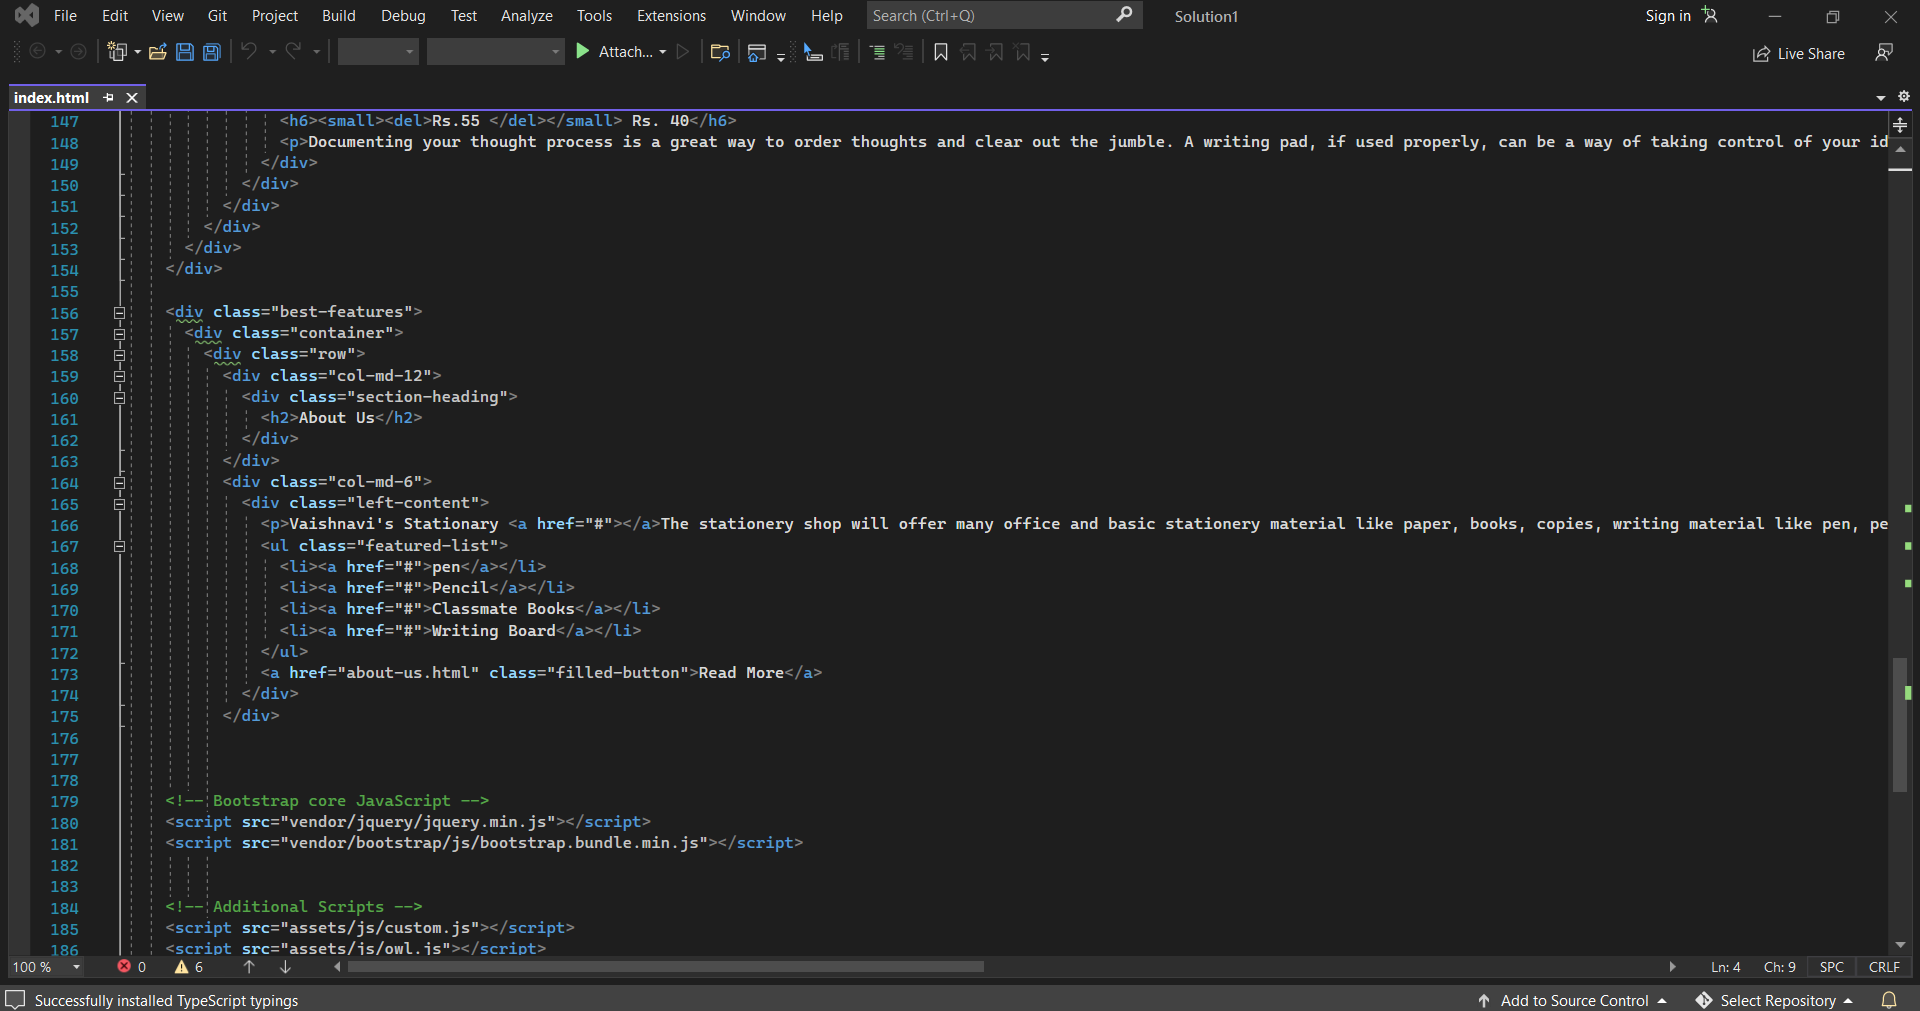 File Edit View Git Project Build Debug Test Analyze Tools Extensions Window Help Search (Ctrl+Q) Solution1 Sign in
Attach... Live Share
index.html
147 <h6><small><del>Rs.55 </del></small> Rs. 40</h6>
148 <p>Documenting your thought process is a great way to order thoughts and clear out the jumble. A writing pad, if used properly, can be a way of taking control of your id
149 </div>
150 </div>
151 </div>
152 </div>
153 </div>
154 </div>
155
156 <div class="best-features">
157 <div class="container">
158 <div class="row">
159 <div class="col-md-12">
160 <div class="section-heading">
161 <h2>About Us</h2>
162 </div>
163 </div>
164 <div class="col-md-6">
165 <div class="left-content">
166 <p>Vaishnavi's Stationary <a href="#"></a>The stationery shop will offer many office and basic stationery material like paper, books, copies, writing material like pen, pe
167 <ul class="featured-list">
168 <li><a href="#">pen</a></li>
169 <li><a href="#">Pencil</a></li>
170 <li><a href="#">Classmate Books</a></li>
171 <li><a href="#">Writing Board</a></li>
172 </ul>
173 <a href="about-us.html" class="filled-button">Read More</a>
174 </div>
175 </div>
176
177
178
179 <!-- Bootstrap core JavaScript -->
180 <script src="vendor/jquery/jquery.min.js"></script>
181 <script src="vendor/bootstrap/js/bootstrap.bundle.min.js"></script>
182
183
184 <!-- Additional Scripts -->
185 <script src="assets/js/custom.js"></script>
186 <script src="assets/js/owl.js"></script>
100 % 0 6 Ln: 4 Ch: 9 SPC CRLF
Successfully installed TypeScript typings Add to Source Control Select Repository